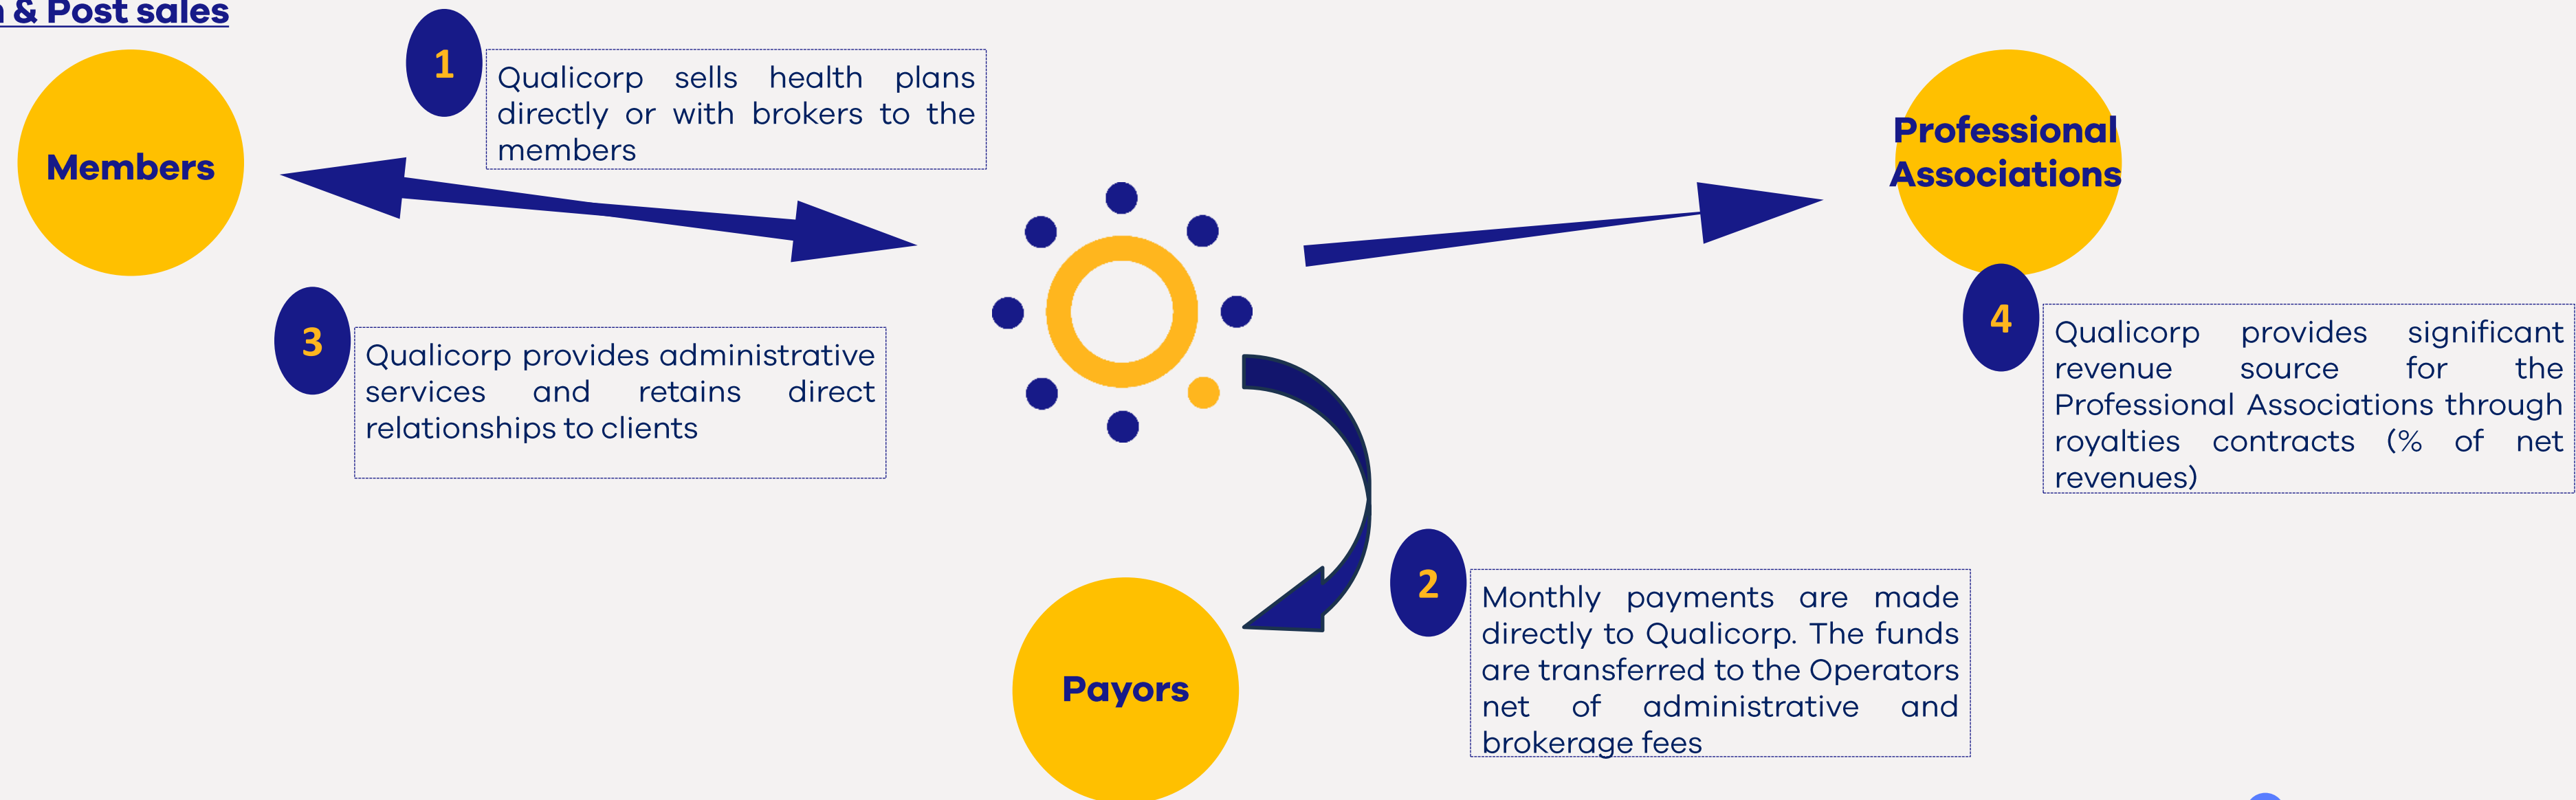 & Post sales
1
Qualicorp sells health plans
directly or with brokers to the
members
Members
Professional
Associations
3
Qualicorp provides administrative
services and retains direct
relationships to clients
4
Qualicorp provides significant
revenue source for the
Professional Associations through
royalties contracts (% of net
revenues)
2
Monthly payments are made
directly to Qualicorp. The funds
are transferred to the Operators
net of administrative and
brokerage fees
Payors